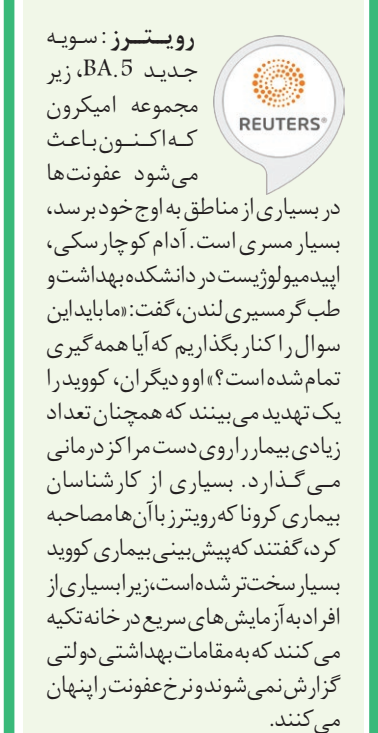 رویترز: سویه
جدید BA.5، زیر
مجموعه امیکرون
که اکنون باعث
می‌شود عفونت‌ها
REUTERS®
در بسیاری از مناطق به اوج خود برسد،
بسیار مسری است. آدام کوچارسکی،
اپیدمیولوژیست در دانشکده بهداشت و
طب گرمسیری لندن، گفت: «ما باید این
سوال را کنار بگذاریم که آیا همه گیری
تمام شده است؟» او و دیگران، کووید را
یک تهدید می بینند که همچنان تعداد
زیادی بیمار را روی دست مراکز درمانی
می‌گذارد. بسیاری از کارشناسان
بیماری کرونا که رویترز با آن ها مصاحبه
کرد، گفتند که پیش بینی بیماری کووید
بسیار سخت تر شده است، زیرا بسیاری از
افراد به آزمایش های سریع در خانه تکیه
می کنند که به مقامات بهداشتی دولتی
گزارش نمی شوند و نرخ عفونت را پنهان
می کنند.